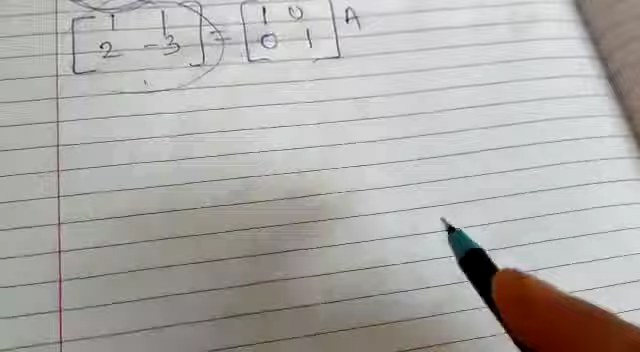 [ 1 1 ] = [ 1 0 ] A
[ 2 -3 ] [ 0 1 ]